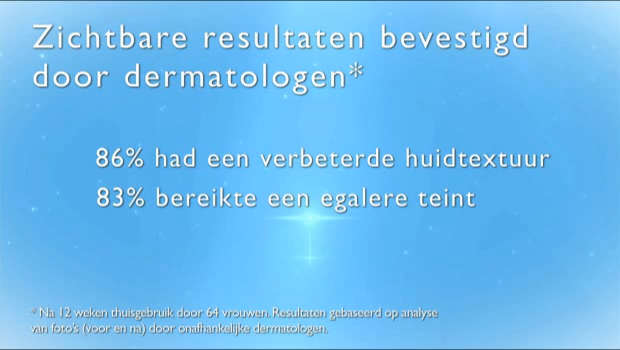 Zichtbare resultaten bevestigd
door dermatologen*
86% had een verbeterde huidtextuur
83% bereikte een egalere teint
* Na 12 weken thuisgebruik door 64 vrouwen. Resultaten gebaseerd op analyse
van foto's (voor en na) door onafhankelijke dermatologen.